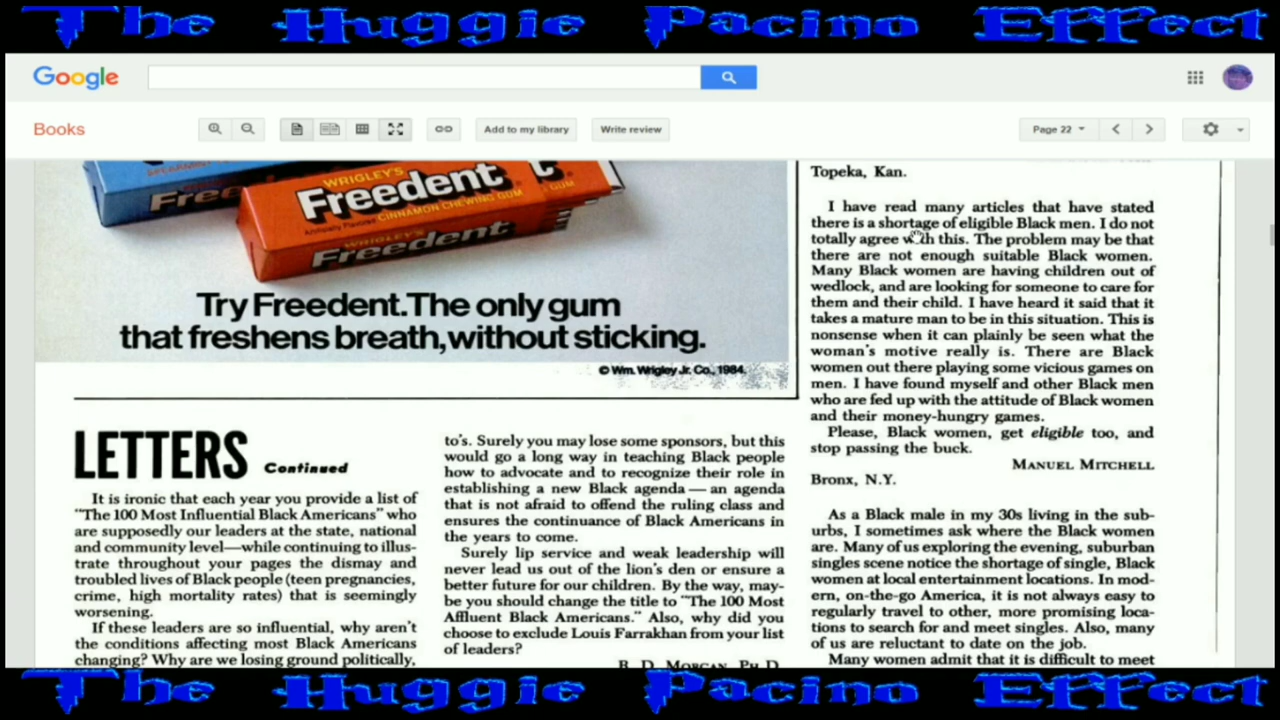 The Huggie Pacino Effect
Google
Books
Add to my library
Write review
Page 22
WRIGLEY'S
Freedent
CINNAMON CHEWING GUM
WRIGLEY'S
Freedent
GUM
Try Freedent. The only gum
that freshens breath, without sticking.
© Wm. Wrigley Jr. Co., 1984.
LETTERS Continued
It is ironic that each year you provide a list of
"The 100 Most Influential Black Americans" who
are supposedly our leaders at the state, national
and community level—while continuing to illus-
trate throughout your pages the dismay and
troubled lives of Black people (teen pregnancies,
crime, high mortality rates) that is seemingly
worsening.
If these leaders are so influential, why aren't
the conditions affecting most Black Americans
changing? Why are we losing ground politically,
to's. Surely you may lose some sponsors, but this
would go a long way in teaching Black people
how to advocate and to recognize their role in
establishing a new Black agenda — an agenda
that is not afraid to offend the ruling class and
ensures the continuance of Black Americans in
the years to come.
Surely lip service and weak leadership will
never lead us out of the lion's den or ensure a
better future for our children. By the way, may-
be you should change the title to "The 100 Most
Affluent Black Americans." Also, why did you
choose to exclude Louis Farrakhan from your list
of leaders?
B. D. MORGAN, PH.D.
Topeka, Kan.
I have read many articles that have stated
there is a shortage of eligible Black men. I do not
totally agree with this. The problem may be that
there are not enough suitable Black women.
Many Black women are having children out of
wedlock, and are looking for someone to care for
them and their child. I have heard it said that it
takes a mature man to be in this situation. This is
nonsense when it can plainly be seen what the
woman's motive really is. There are Black
women out there playing some vicious games on
men. I have found myself and other Black men
who are fed up with the attitude of Black women
and their money-hungry games.
Please, Black women, get eligible too, and
stop passing the buck.
MANUEL MITCHELL
Bronx, N.Y.
As a Black male in my 30s living in the sub-
urbs, I sometimes ask where the Black women
are. Many of us exploring the evening, suburban
singles scene notice the shortage of single, Black
women at local entertainment locations. In mod-
ern, on-the-go America, it is not always easy to
regularly travel to other, more promising loca-
tions to search for and meet singles. Also, many
of us are reluctant to date on the job.
Many women admit that it is difficult to meet
The Huggie Pacino Effect